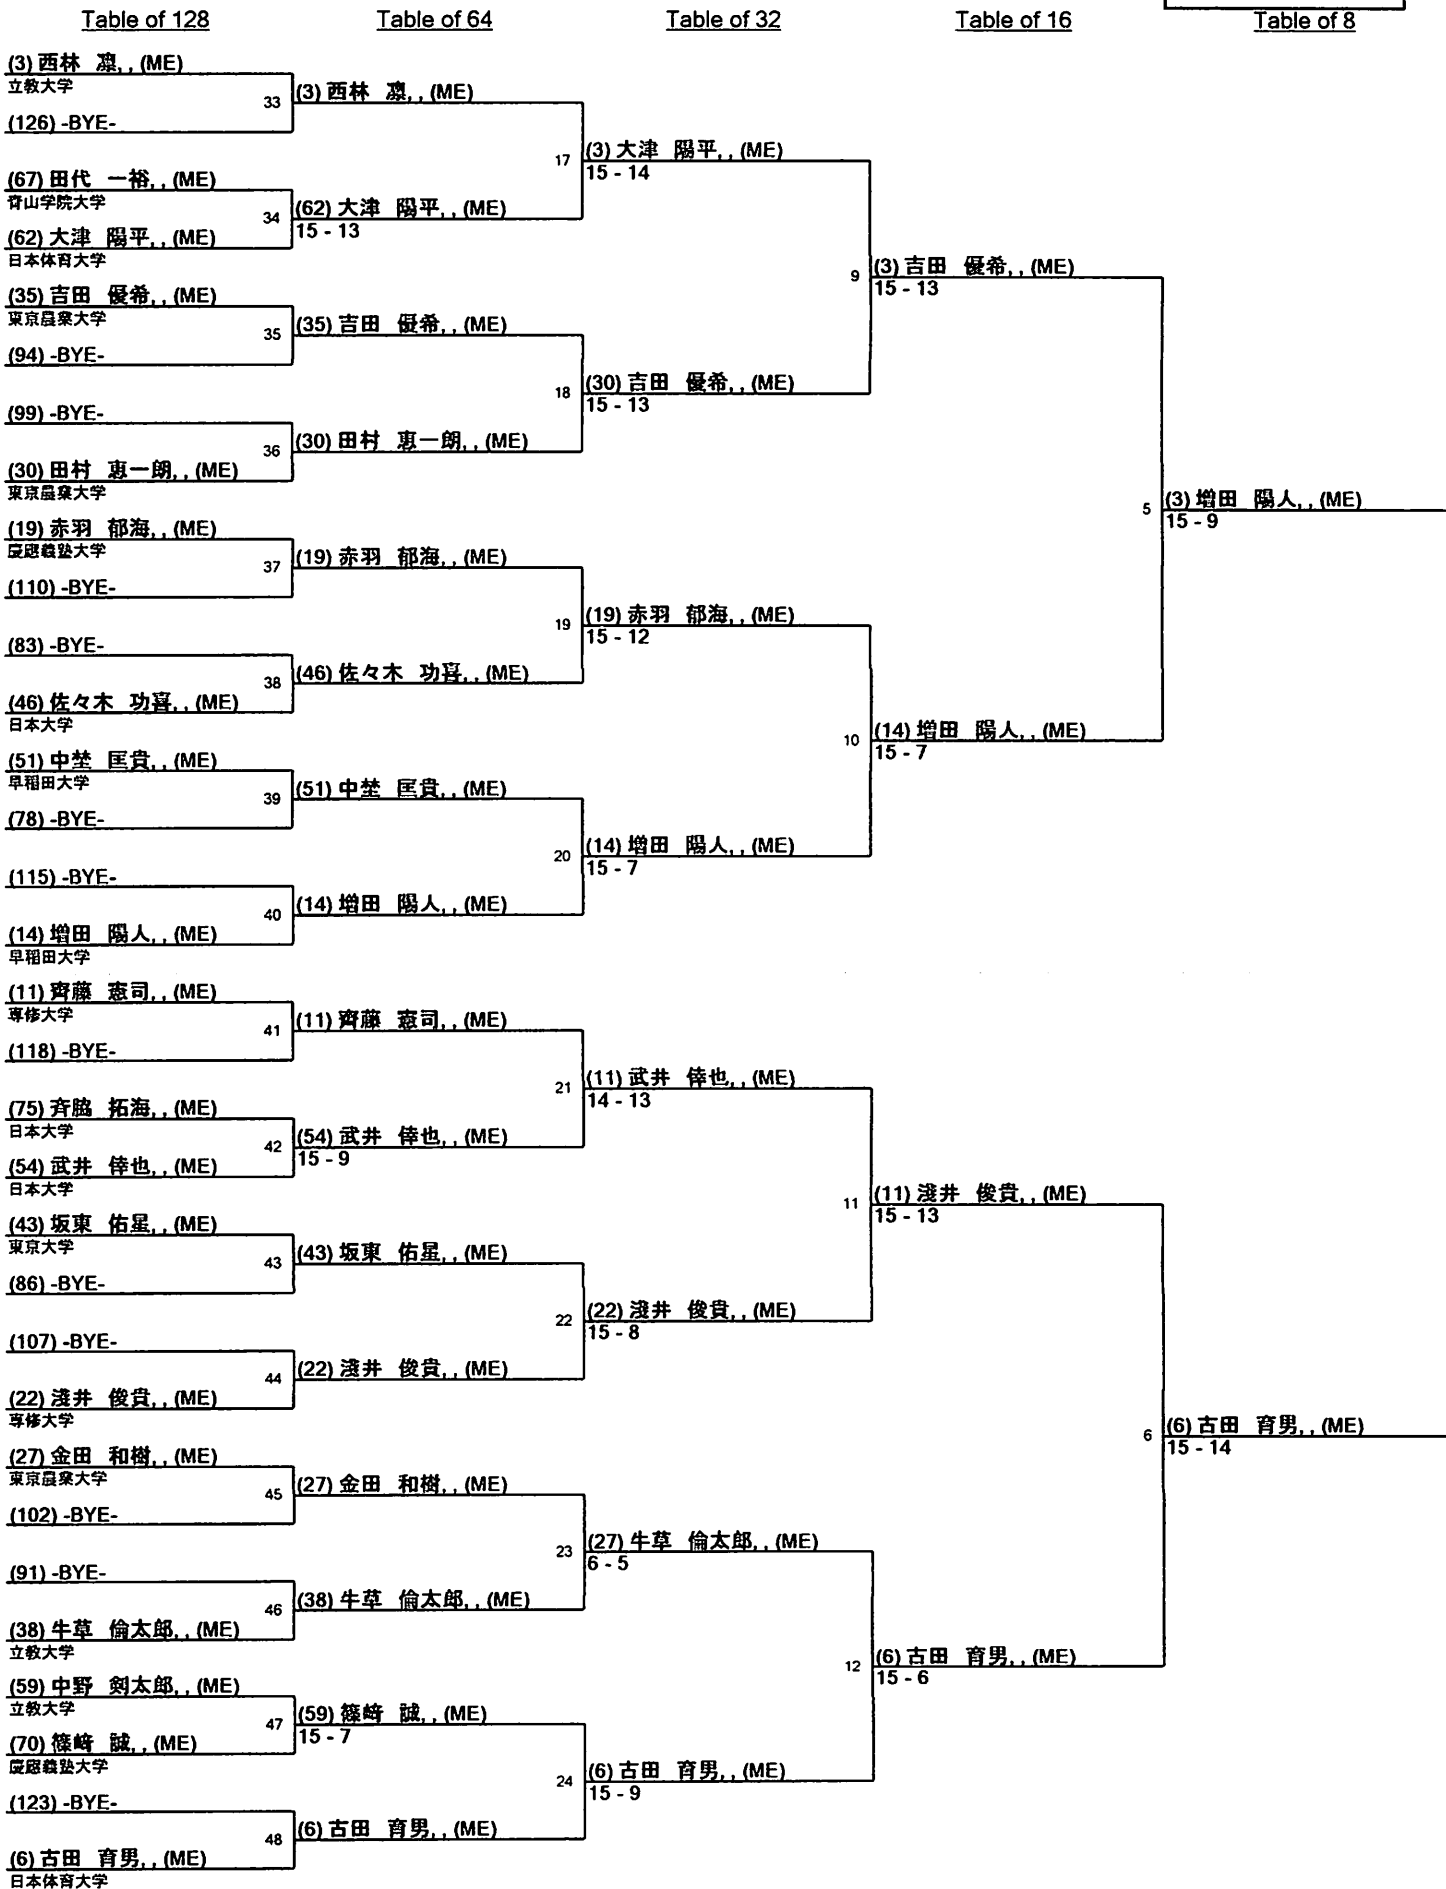 Table of 128 Table of 64 Table of 32 Table of 16 Table of 8
(3) 西林 凛, , (ME)
立教大学
33
(126) -BYE-
(3) 西林 凛, , (ME)
(67) 田代 一裕, , (ME)
青山学院大学
34
(62) 大津 陽平, , (ME)
日本体育大学
(62) 大津 陽平, , (ME)
15 - 13
17
(3) 大津 陽平, , (ME)
15 - 14
(35) 吉田 優希, , (ME)
東京農業大学
35
(94) -BYE-
(35) 吉田 優希, , (ME)
(99) -BYE-
36
(30) 田村 恵一朗, , (ME)
東京農業大学
(30) 田村 恵一朗, , (ME)
18
(30) 吉田 優希, , (ME)
15 - 13
9
(3) 吉田 優希, , (ME)
15 - 13
(19) 赤羽 郁海, , (ME)
慶應義塾大学
37
(110) -BYE-
(19) 赤羽 郁海, , (ME)
(83) -BYE-
38
(46) 佐々木 功喜, , (ME)
日本大学
(46) 佐々木 功喜, , (ME)
19
(19) 赤羽 郁海, , (ME)
15 - 12
(51) 中埜 匡貴, , (ME)
早稲田大学
39
(78) -BYE-
(51) 中埜 匡貴, , (ME)
(115) -BYE-
40
(14) 増田 陽人, , (ME)
早稲田大学
(14) 増田 陽人, , (ME)
20
(14) 増田 陽人, , (ME)
15 - 7
10
(14) 増田 陽人, , (ME)
15 - 7
5
(3) 増田 陽人, , (ME)
15 - 9
(11) 齊藤 憲司, , (ME)
専修大学
41
(118) -BYE-
(11) 齊藤 憲司, , (ME)
(75) 斉脇 拓海, , (ME)
日本大学
42
(54) 武井 倖也, , (ME)
日本大学
(54) 武井 倖也, , (ME)
15 - 9
21
(11) 武井 倖也, , (ME)
14 - 13
(43) 坂東 佑星, , (ME)
東京大学
43
(86) -BYE-
(43) 坂東 佑星, , (ME)
(107) -BYE-
44
(22) 淺井 俊貴, , (ME)
専修大学
(22) 淺井 俊貴, , (ME)
22
(22) 淺井 俊貴, , (ME)
15 - 8
11
(11) 淺井 俊貴, , (ME)
15 - 13
(27) 金田 和樹, , (ME)
東京農業大学
45
(102) -BYE-
(27) 金田 和樹, , (ME)
(91) -BYE-
46
(38) 牛草 倫太郎, , (ME)
立教大学
(38) 牛草 倫太郎, , (ME)
23
(27) 牛草 倫太郎, , (ME)
6 - 5
(59) 中野 剣太郎, , (ME)
立教大学
47
(70) 篠﨑 誠, , (ME)
慶應義塾大学
(59) 篠﨑 誠, , (ME)
15 - 7
(123) -BYE-
48
(6) 古田 育男, , (ME)
日本体育大学
(6) 古田 育男, , (ME)
24
(6) 古田 育男, , (ME)
15 - 9
12
(6) 古田 育男, , (ME)
15 - 6
6
(6) 古田 育男, , (ME)
15 - 14